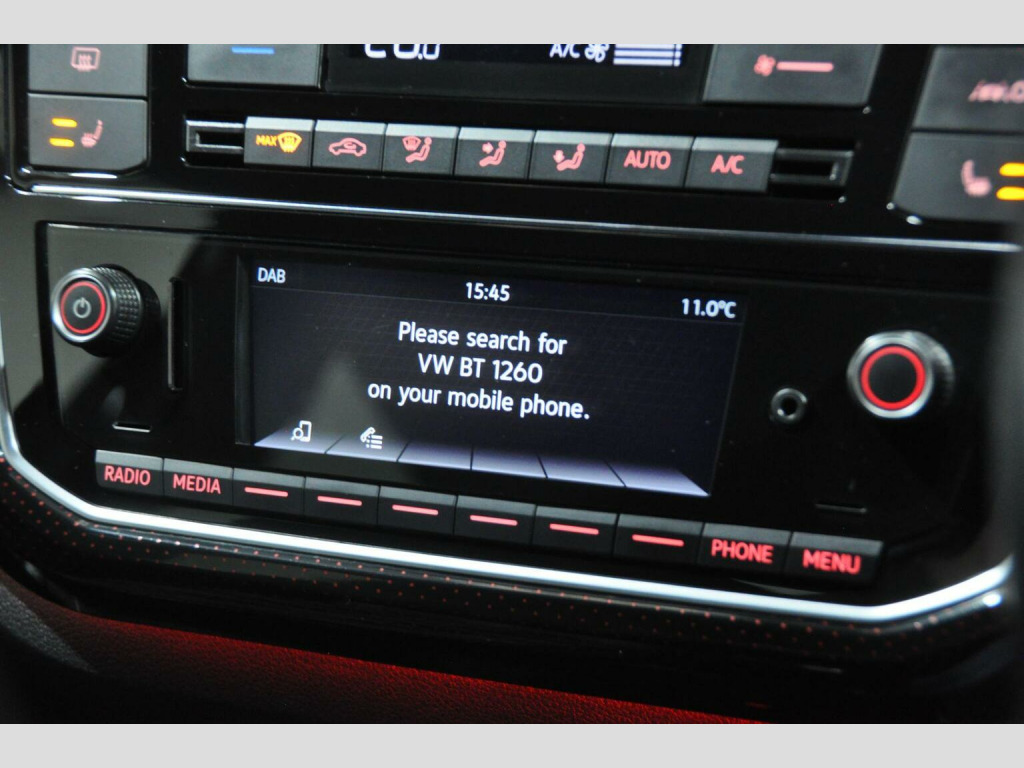 A/C
MAX
AUTO
A/C
DAB
15:45
11.0°C
Please search for
VW BT 1260
on your mobile phone.
RADIO
MEDIA
PHONE
MENU